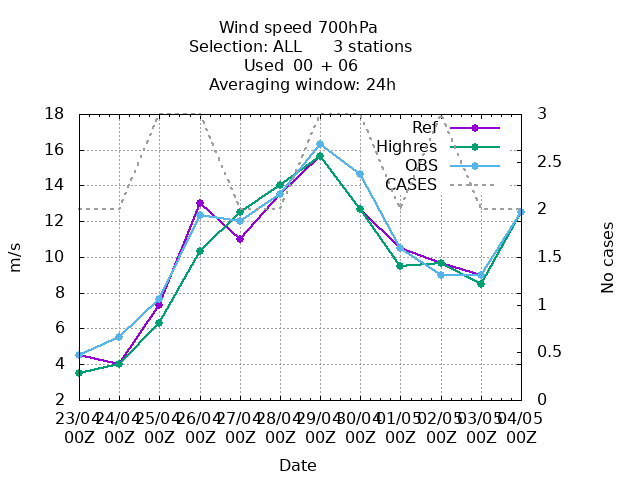 Wind speed 700hPa
Selection: ALL 3 stations
Used 00 + 06
Averaging window: 24h
Ref
Highres
OBS
CASES
18
16
14
12
10
8
6
4
2
3
2.5
2
1.5
1
0.5
0
m/s
No cases
23/04 24/04 25/04 26/04 27/04 28/04 29/04 30/04 01/05 02/05 03/05 04/05
00Z 00Z 00Z 00Z 00Z 00Z 00Z 00Z 00Z 00Z 00Z 00Z
Date